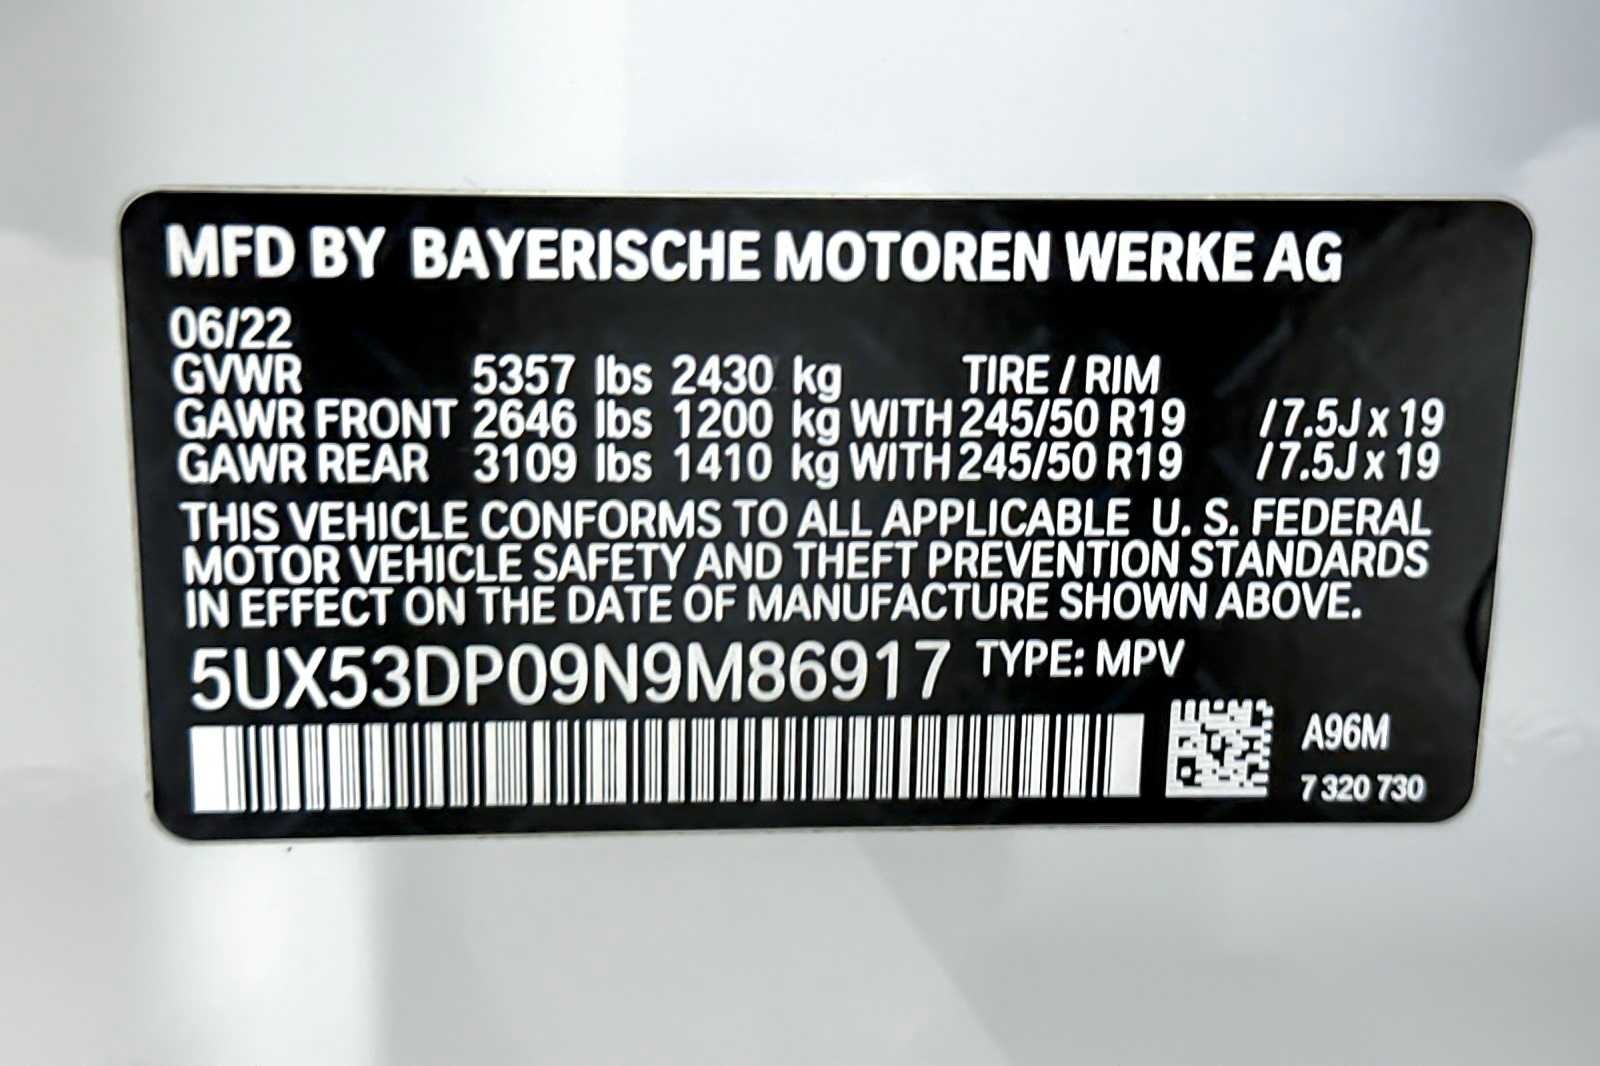 MFD BY BAYERISCHE MOTOREN WERKE AG
06/22
GVWR 5357 lbs 2430 kg TIRE / RIM
GAWR FRONT 2646 lbs 1200 kg WITH 245/50 R19 / 7.5J x 19
GAWR REAR 3109 lbs 1410 kg WITH 245/50 R19 / 7.5J x 19
THIS VEHICLE CONFORMS TO ALL APPLICABLE U. S. FEDERAL
MOTOR VEHICLE SAFETY AND THEFT PREVENTION STANDARDS
IN EFFECT ON THE DATE OF MANUFACTURE SHOWN ABOVE.
5UX53DP09N9M86917 TYPE: MPV
A96M
7 320 730